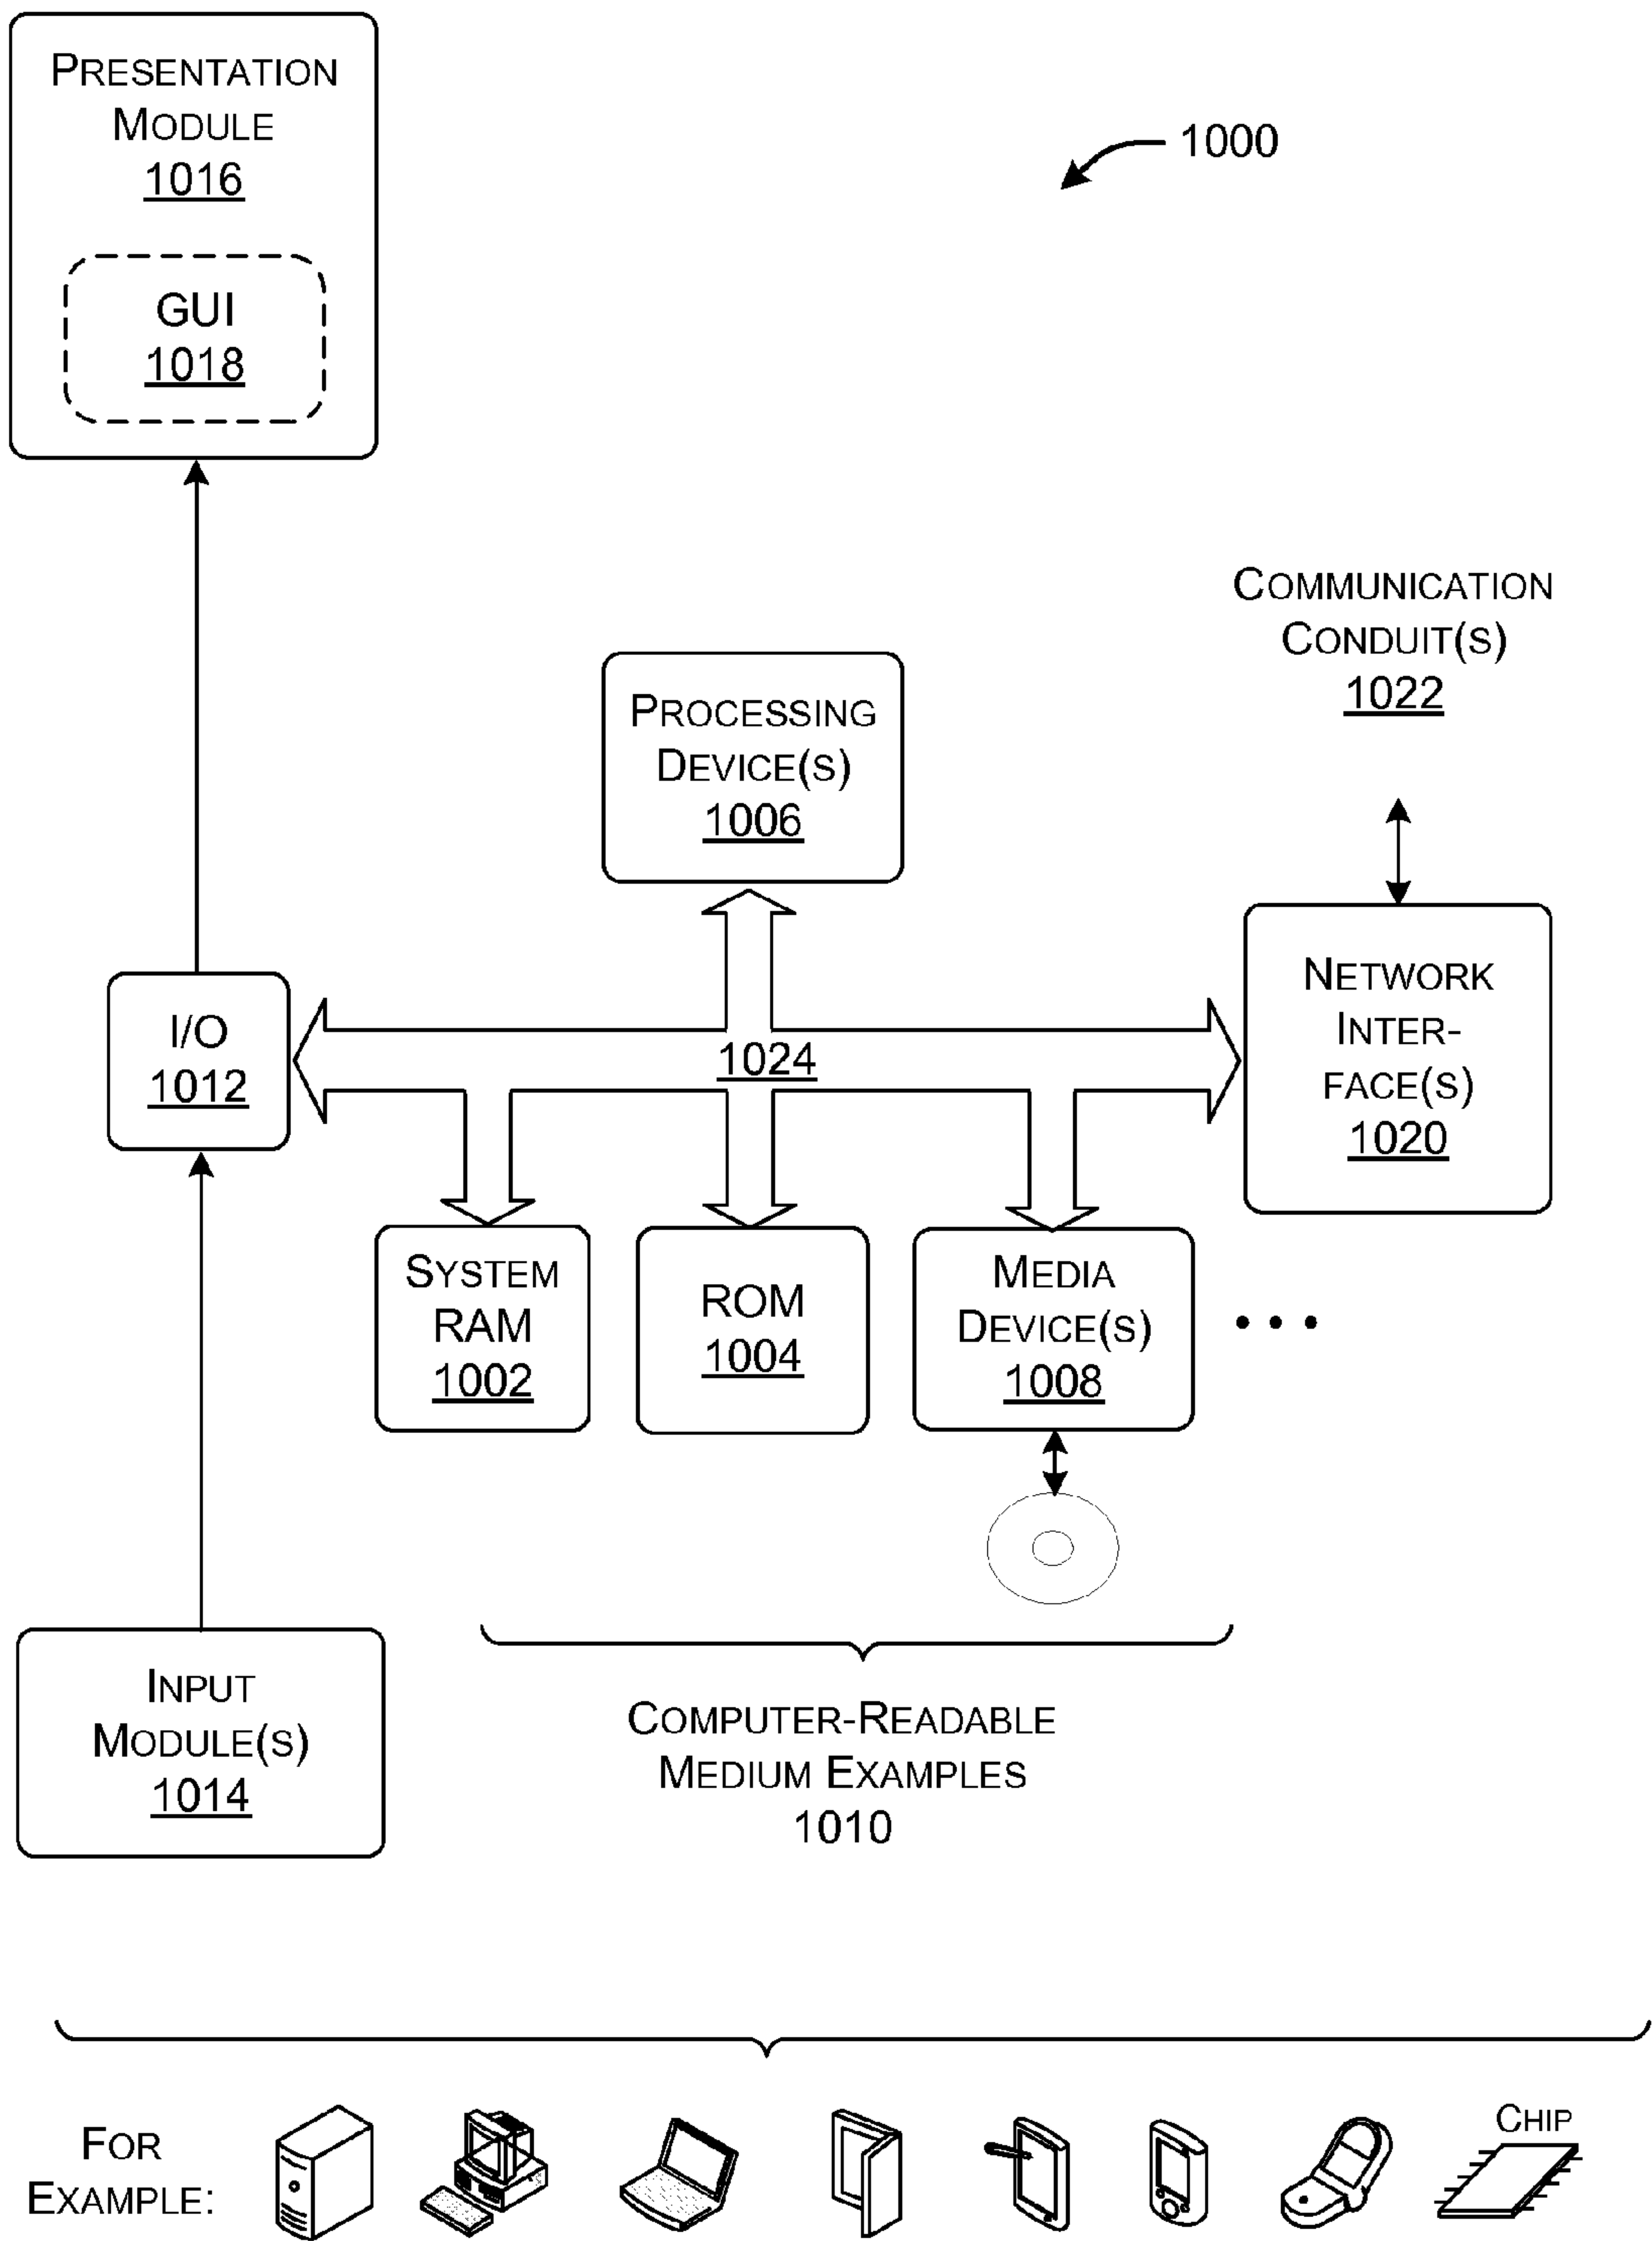 PRESENTATION
MODULE
1016
GUI
1018
1000
COMMUNICATION
CONDUIT(S)
1022
PROCESSING
DEVICE(S)
1006
I/O
1012
1024
NETWORK
INTER-
FACE(S)
1020
SYSTEM
RAM
1002
ROM
1004
MEDIA
DEVICE(S)
1008
INPUT
MODULE(S)
1014
COMPUTER-READABLE
MEDIUM EXAMPLES
1010
FOR
EXAMPLE:
CHIP